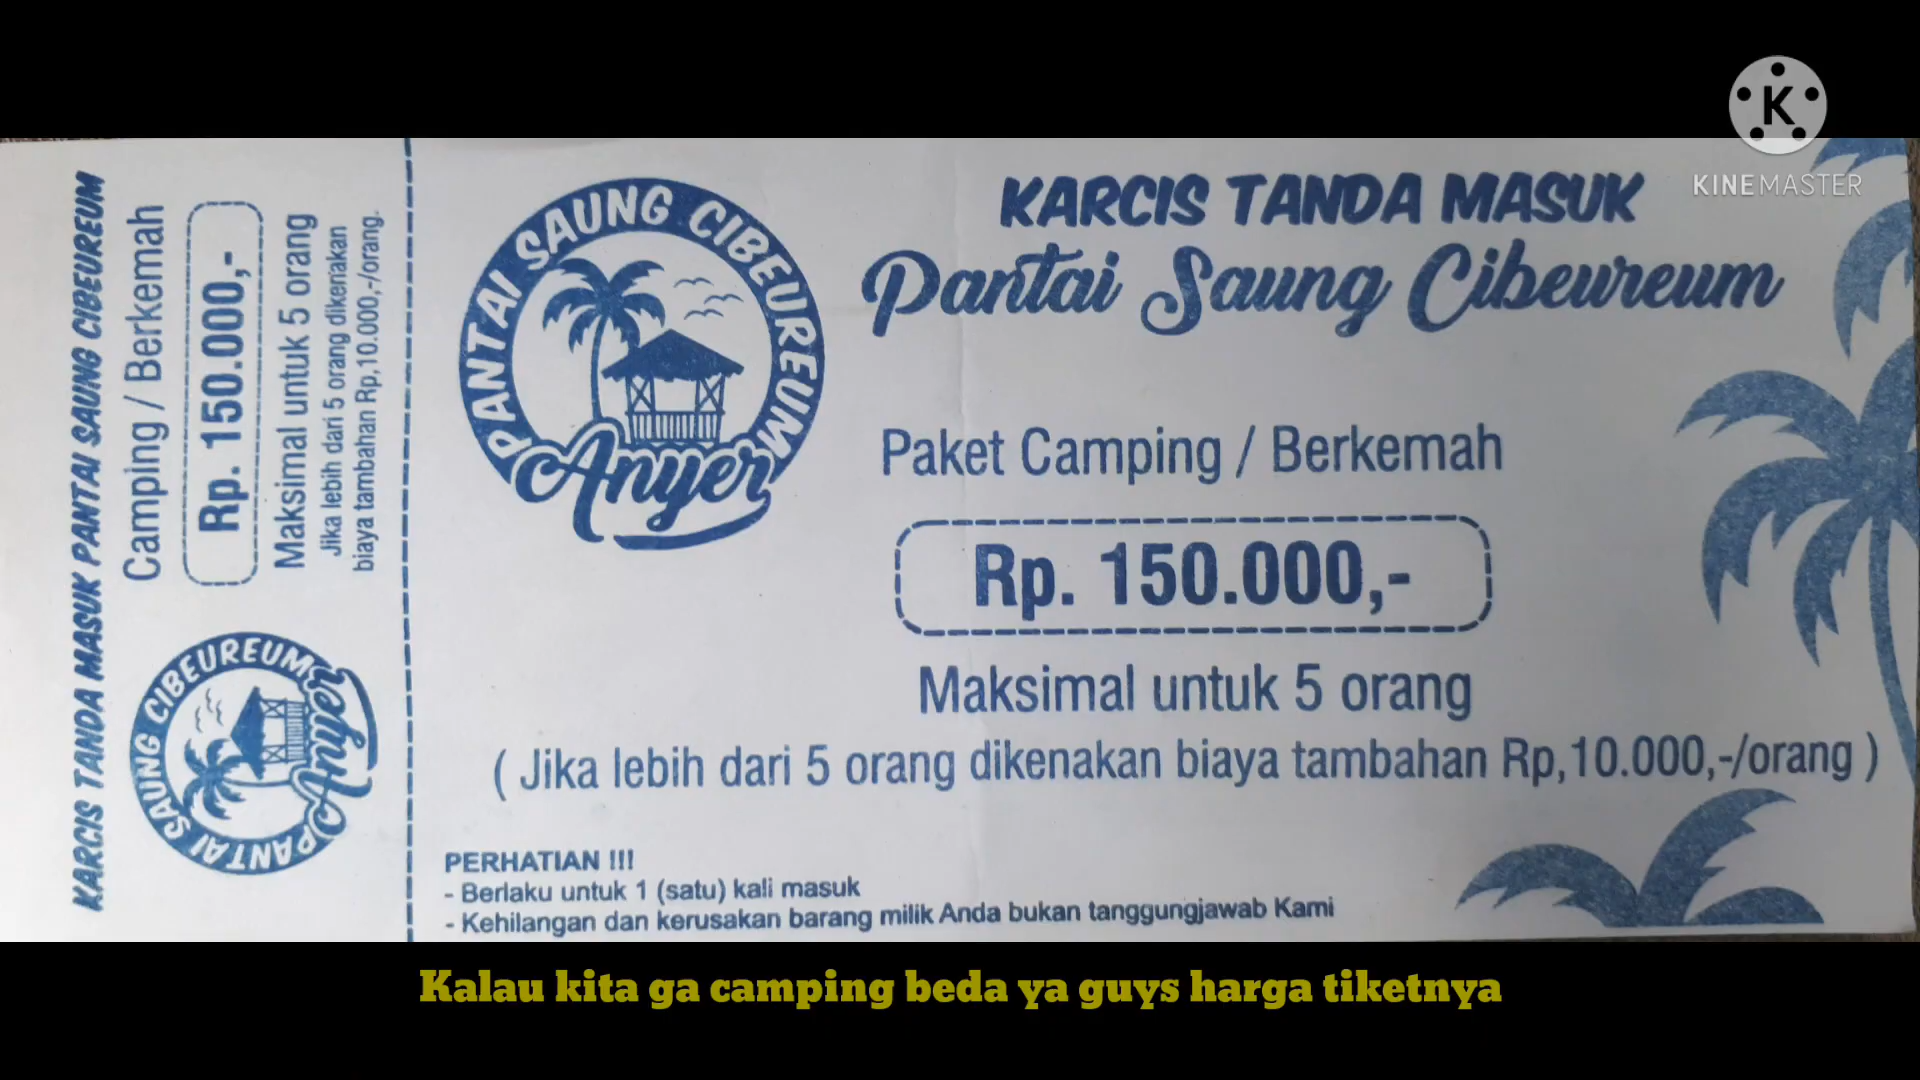 KARCIS TANDA MASUK PANTAI SAUNG CIBEUREUM
Camping / Berkemah
Rp. 150.000,-
Maksimal untuk 5 orang
Jika lebih dari 5 orang dikenakan
biaya tambahan Rp,10.000,-/orang.
PANTAI SAUNG CIBEUREUM
Anyer
PANTAI SAUNG CIBEUREUM
Anyer
KARCIS TANDA MASUK
Pantai Saung Cibeureum
Paket Camping / Berkemah
Rp. 150.000,-
Maksimal untuk 5 orang
( Jika lebih dari 5 orang dikenakan biaya tambahan Rp,10.000,-/orang )
PERHATIAN !!!
- Berlaku untuk 1 (satu) kali masuk
- Kehilangan dan kerusakan barang milik Anda bukan tanggungjawab Kami
K
KINEMASTER
Kalau kita ga camping beda ya guys harga tiketnya